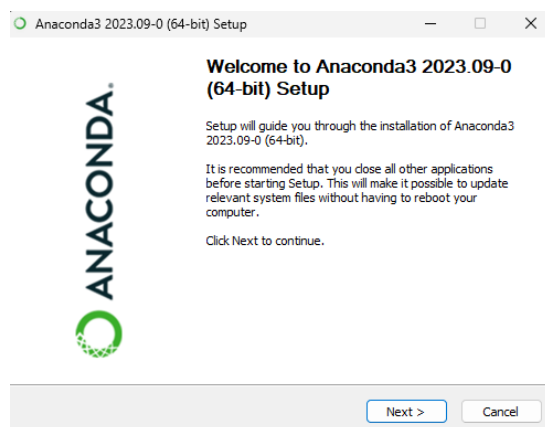 Anaconda3 2023.09-0 (64-bit) Setup
Welcome to Anaconda3 2023.09-0
(64-bit) Setup
Setup will guide you through the installation of Anaconda3
2023.09-0 (64-bit).
It is recommended that you close all other applications
before starting Setup. This will make it possible to update
relevant system files without having to reboot your
computer.
Click Next to continue.
ANACONDA.
Next >
Cancel